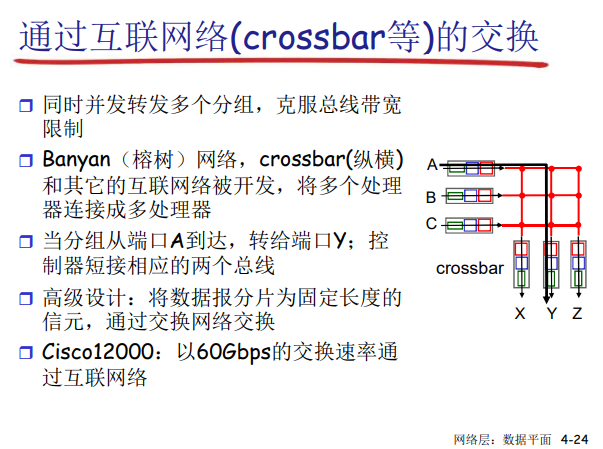 通过互联网络(crossbar等)的交换
同时并发转发多个分组，克服总线带宽
限制
Banyan（榕树）网络，crossbar(纵横)
和其它的互联网络被开发，将多个处理
器连接成多处理器
当分组从端口A到达，转给端口Y；控
制器短接相应的两个总线
高级设计：将数据报分片为固定长度的
信元，通过交换网络交换
Cisco12000：以60Gbps的交换速率通
过互联网络
A
B
C
crossbar
X Y Z
网络层：数据平面 4-24